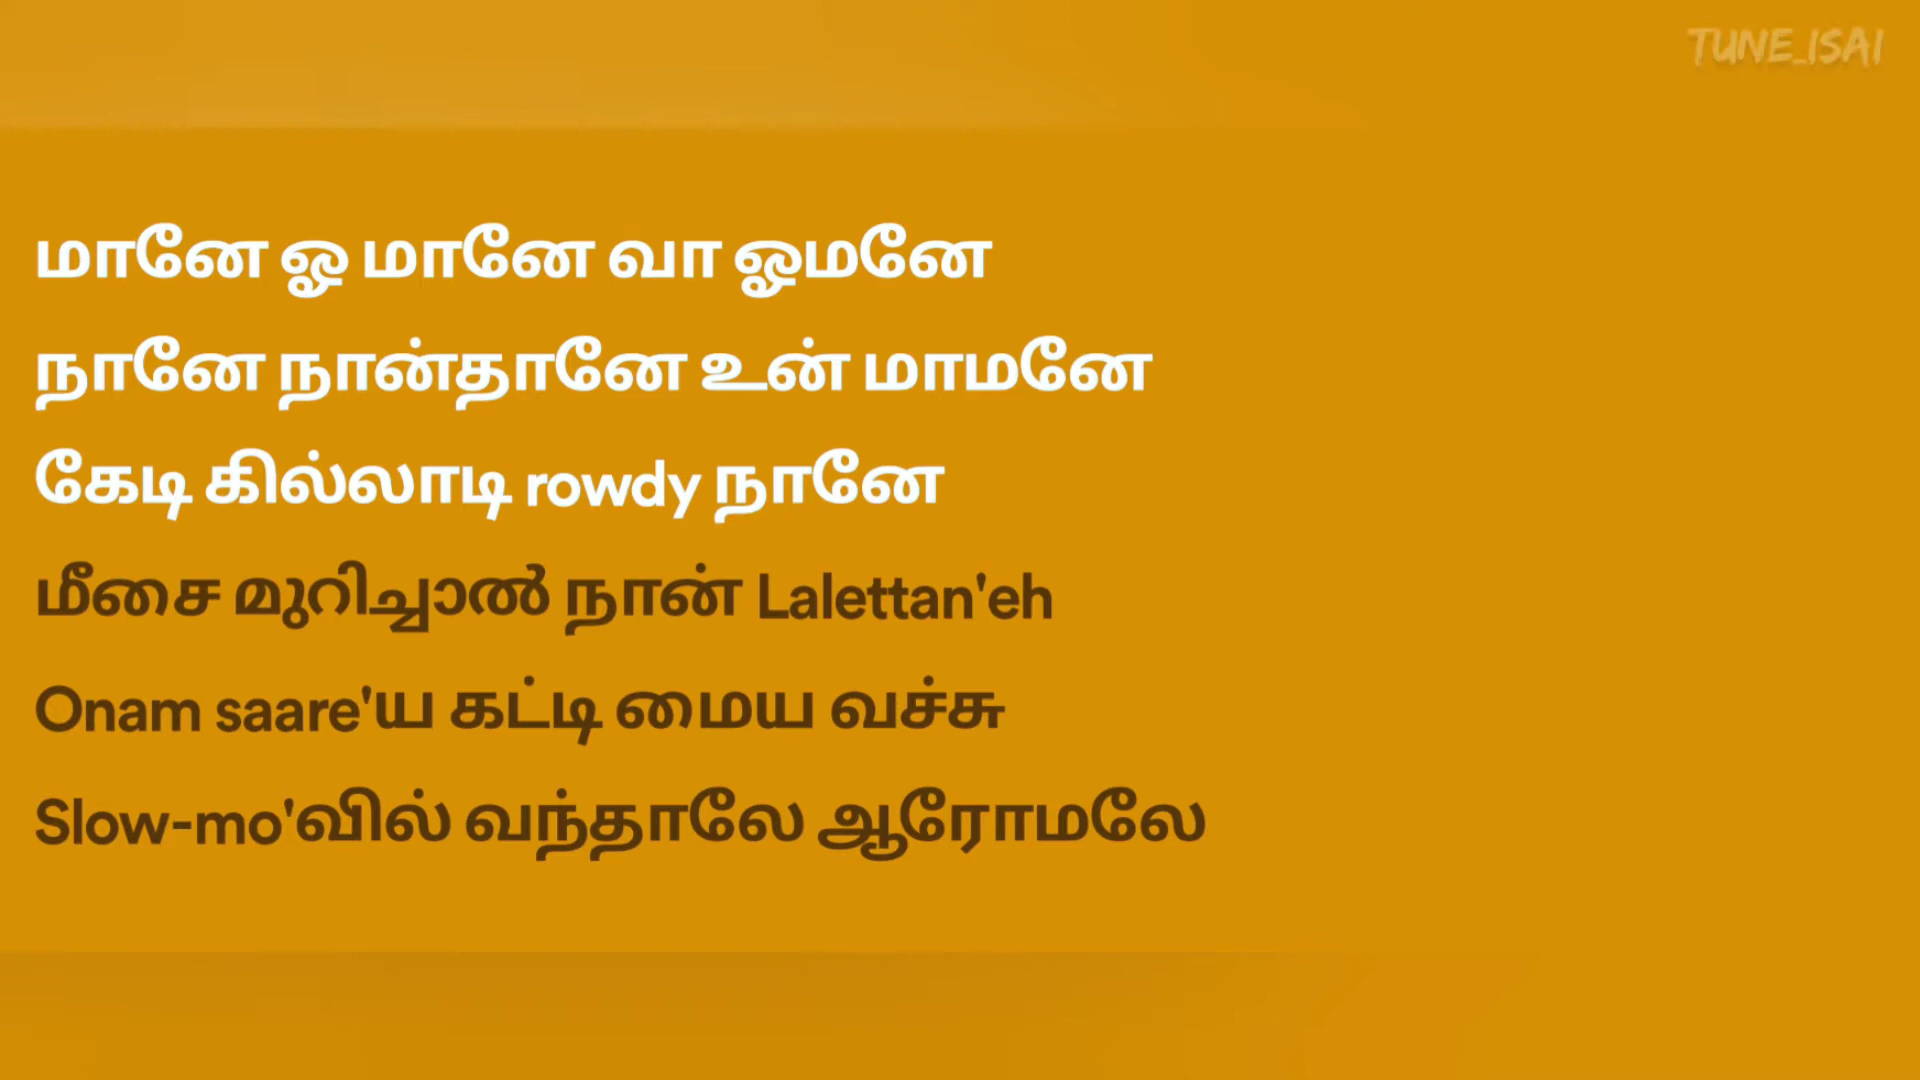 TUNE_ISAI
மானே ஓ மானே வா ஓமனே
நானே நான்தானே உன் மாமனே
கேடி கில்லாடி rowdy நானே
மீசை முறிச்சால் நான் Lalettan'eh
Onam saare'ய கட்டி மைய வச்சு
Slow-mo'வில் வந்தாலே ஆரோமலே